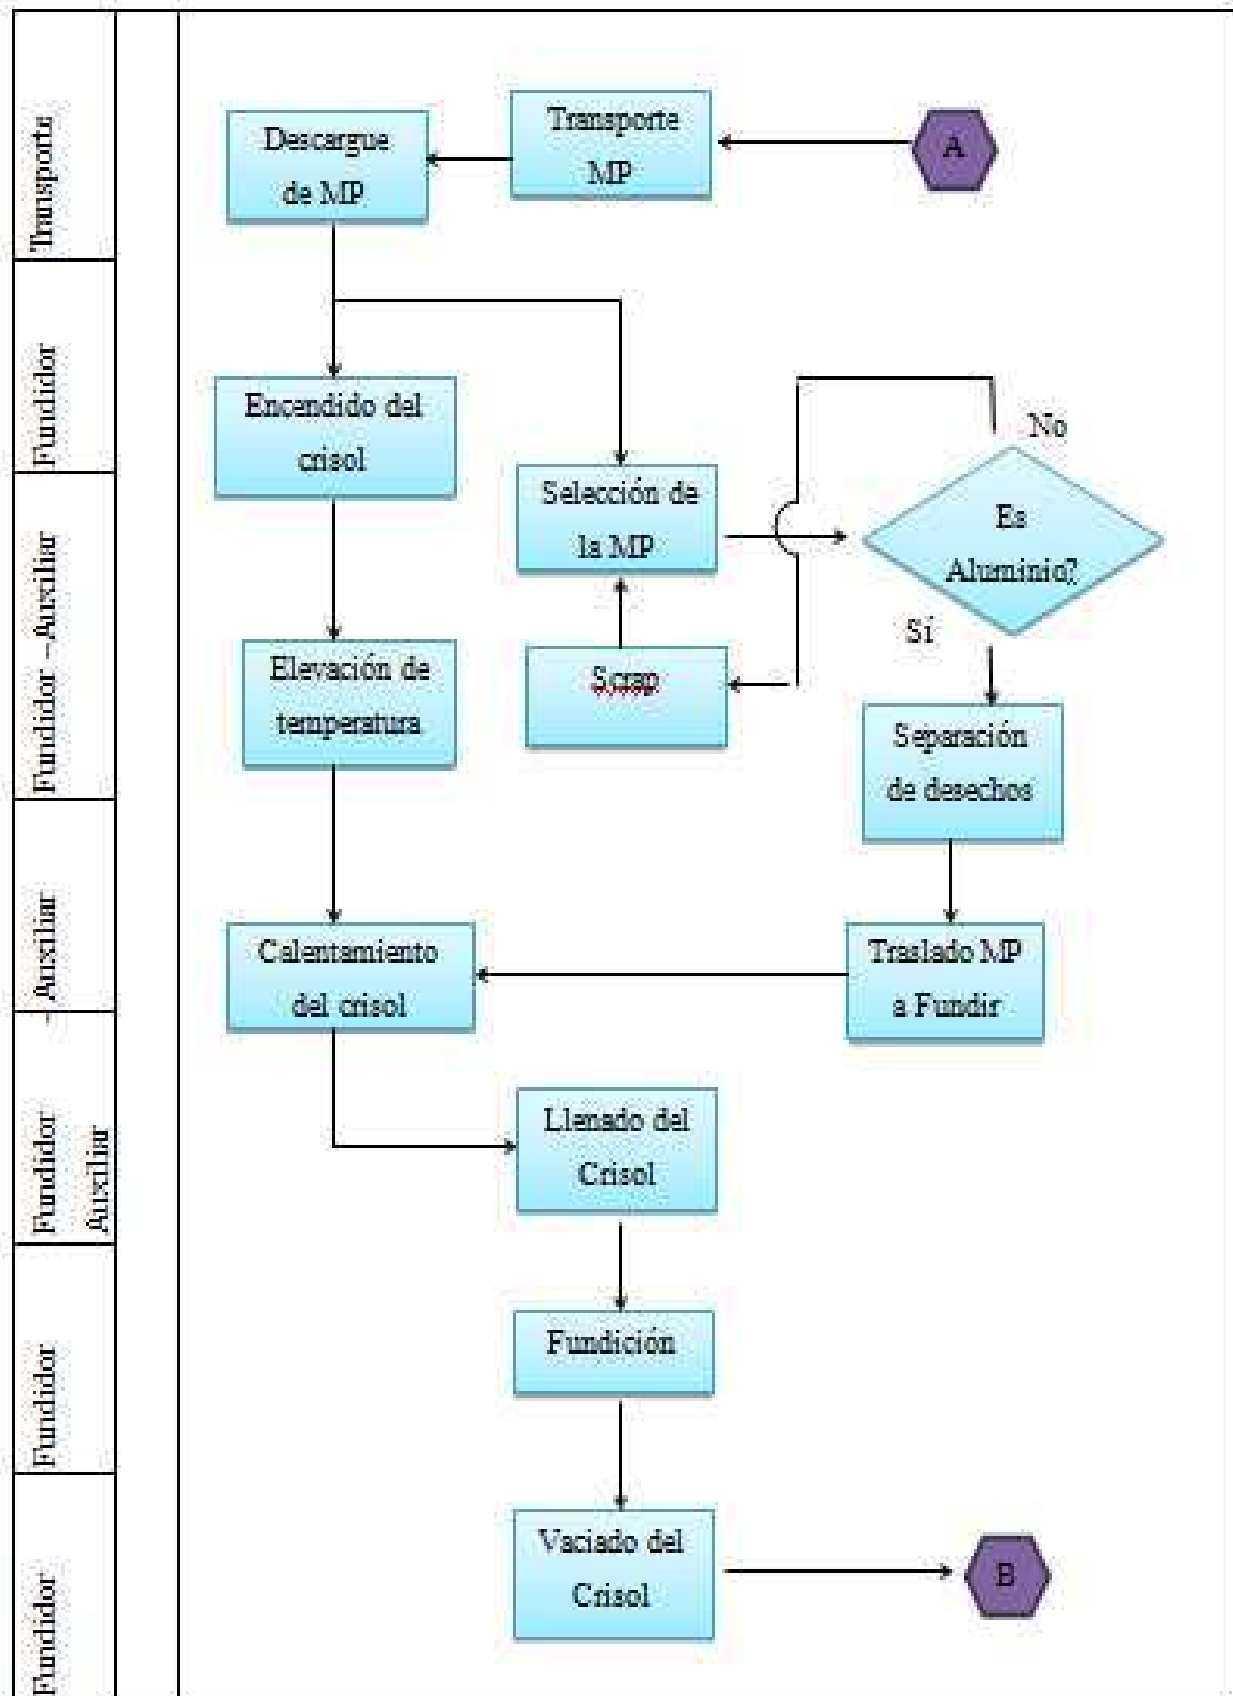 Transporte
Fundidor
Fundidor –Auxiliar
– Auxiliar
Fundidor
Auxiliar
Fundidor
Fundidor
Descargue
de MP
Transporte
MP
A
Encendido del
crisol
Selección de
la MP
No
Es
Aluminio?
Sí
Elevación de
temperatura
Scrap
Separación
de desechos
Calentamiento
del crisol
Traslado MP
a Fundir
Llenado del
Crisol
Fundición
Vaciado del
Crisol
B